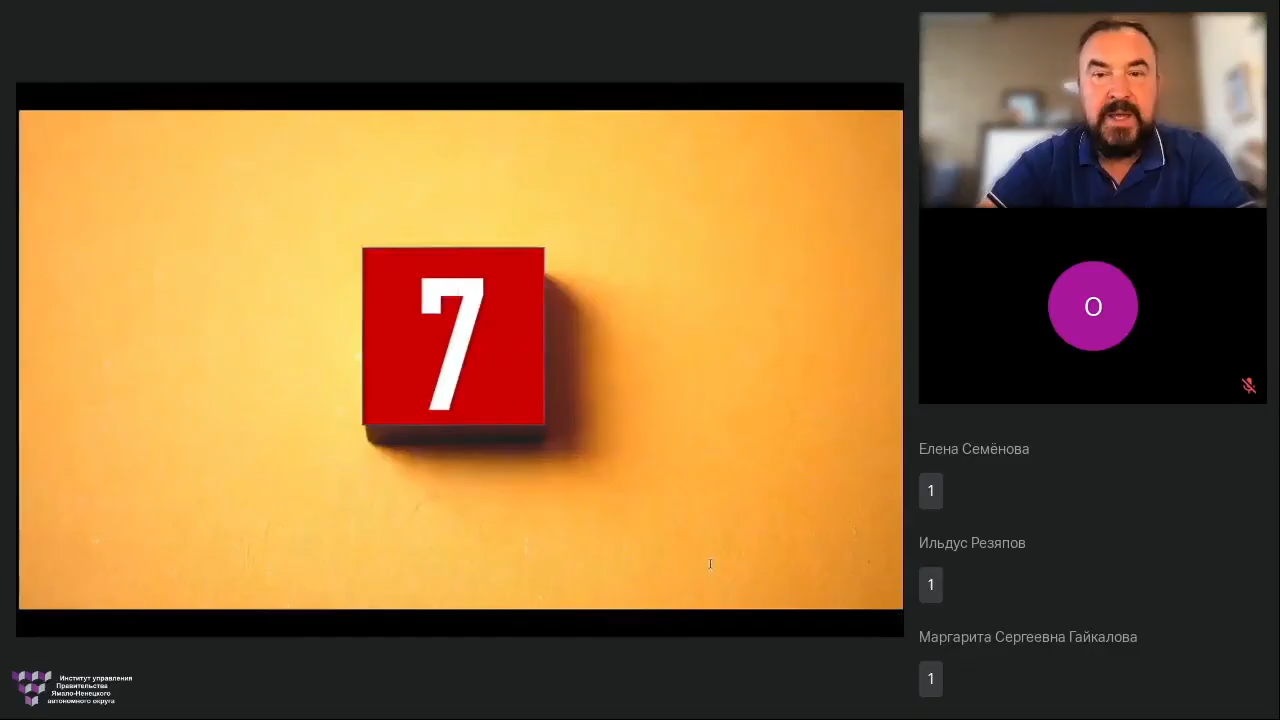 7
О
Елена Семёнова
1
Ильдус Резяпов
1
Маргарита Сергеевна Гайкалова
1
Институт управления
Правительства
Ямало-Ненецкого
автономного округа